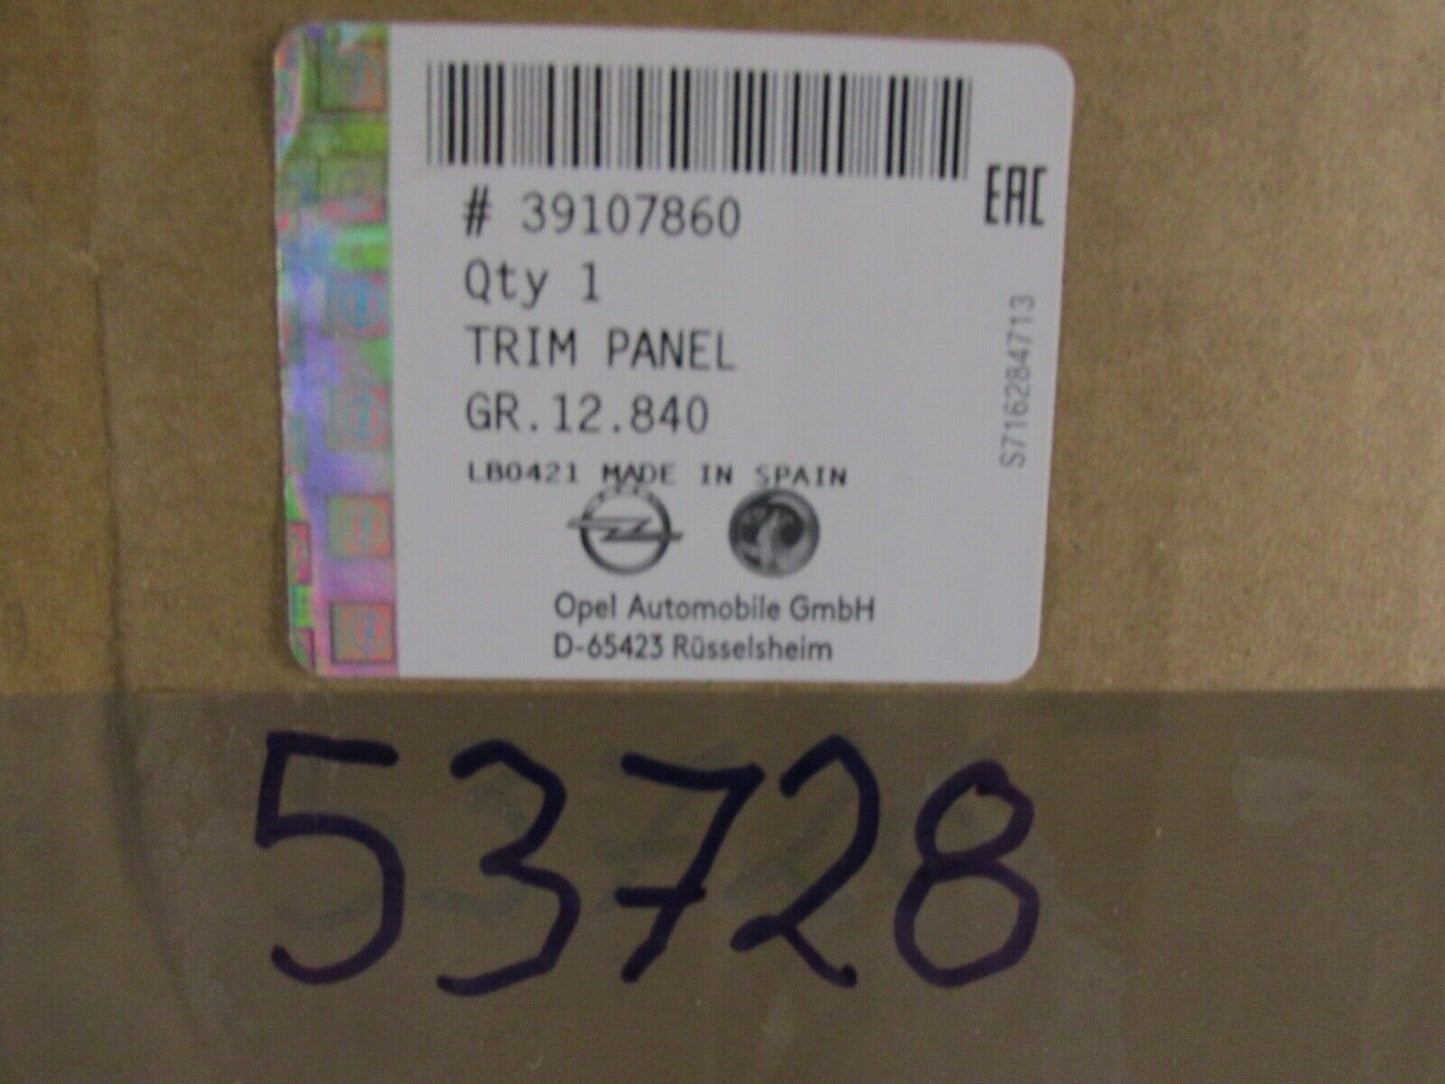 # 39107860
Qty 1
TRIM PANEL
GR.12.840
LB0421 MADE IN SPAIN
Opel Automobile GmbH
D-65423 Rüsselsheim
EAC
S716284713
53728